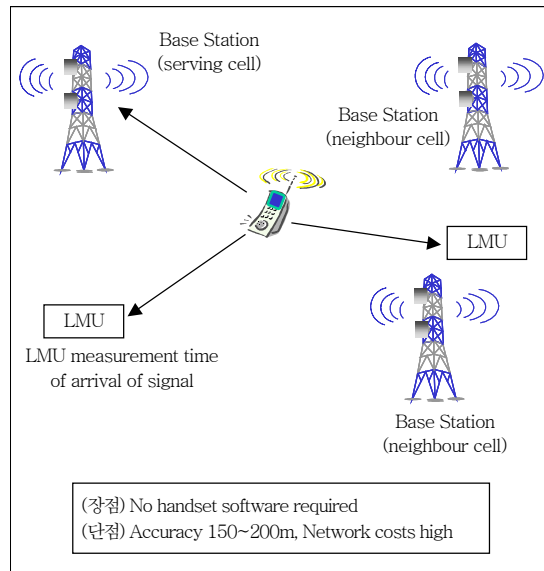 Base Station
(serving cell)
Base Station
(neighbour cell)
LMU
LMU
LMU measurement time
of arrival of signal
Base Station
(neighbour cell)
(장점) No handset software required
(단점) Accuracy 150~200m, Network costs high